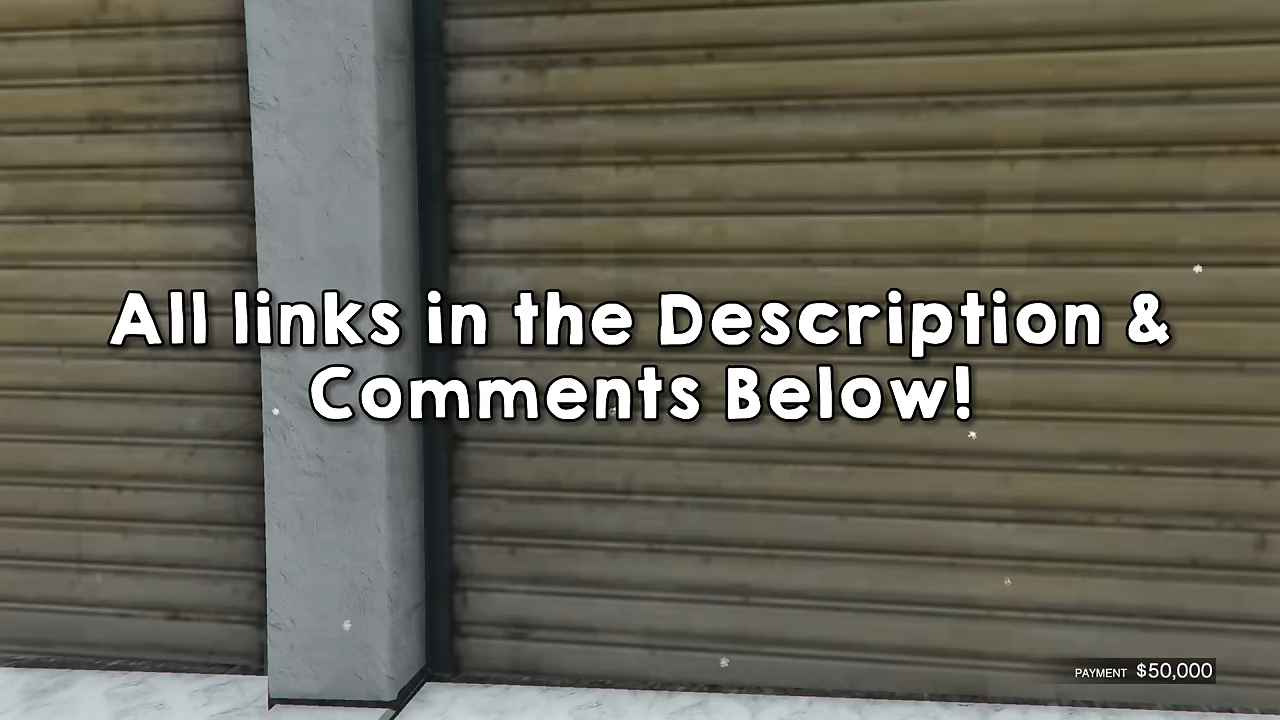 All links in the Description &
Comments Below!
PAYMENT $50,000